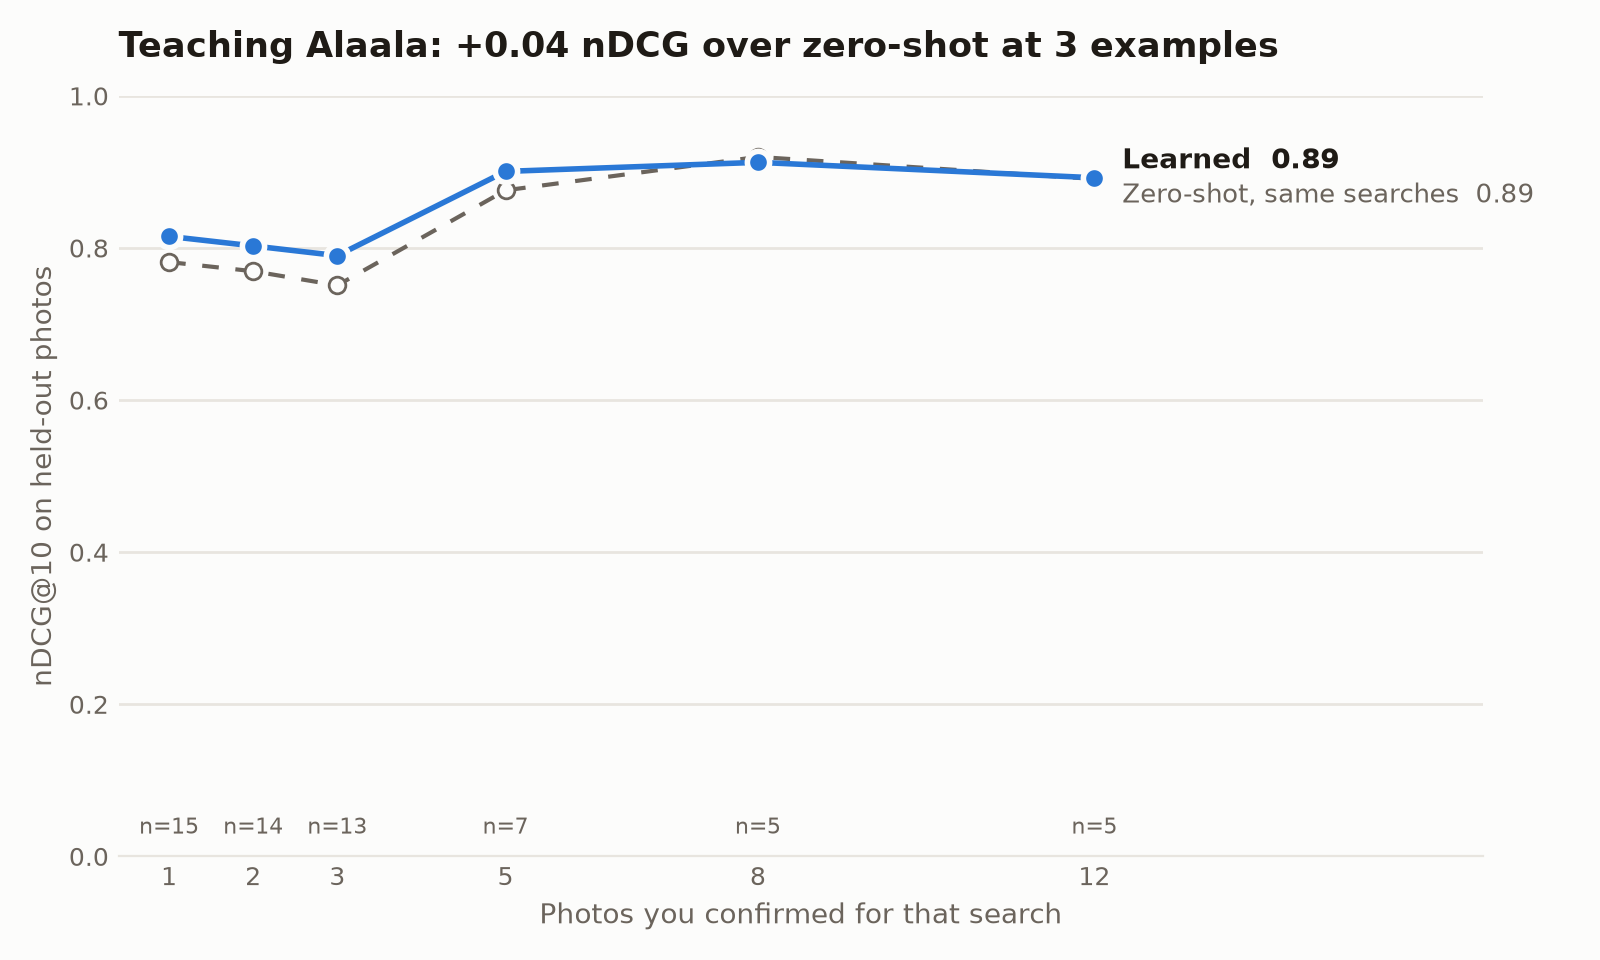 Teaching Alaala: +0.04 nDCG over zero-shot at 3 examples
nDCG@10 on held-out photos
1.0
0.8
0.6
0.4
0.2
0.0
Learned 0.89
Zero-shot, same searches 0.89
n=15 n=14 n=13 n=7 n=5 n=5
1 2 3 5 8 12
Photos you confirmed for that search